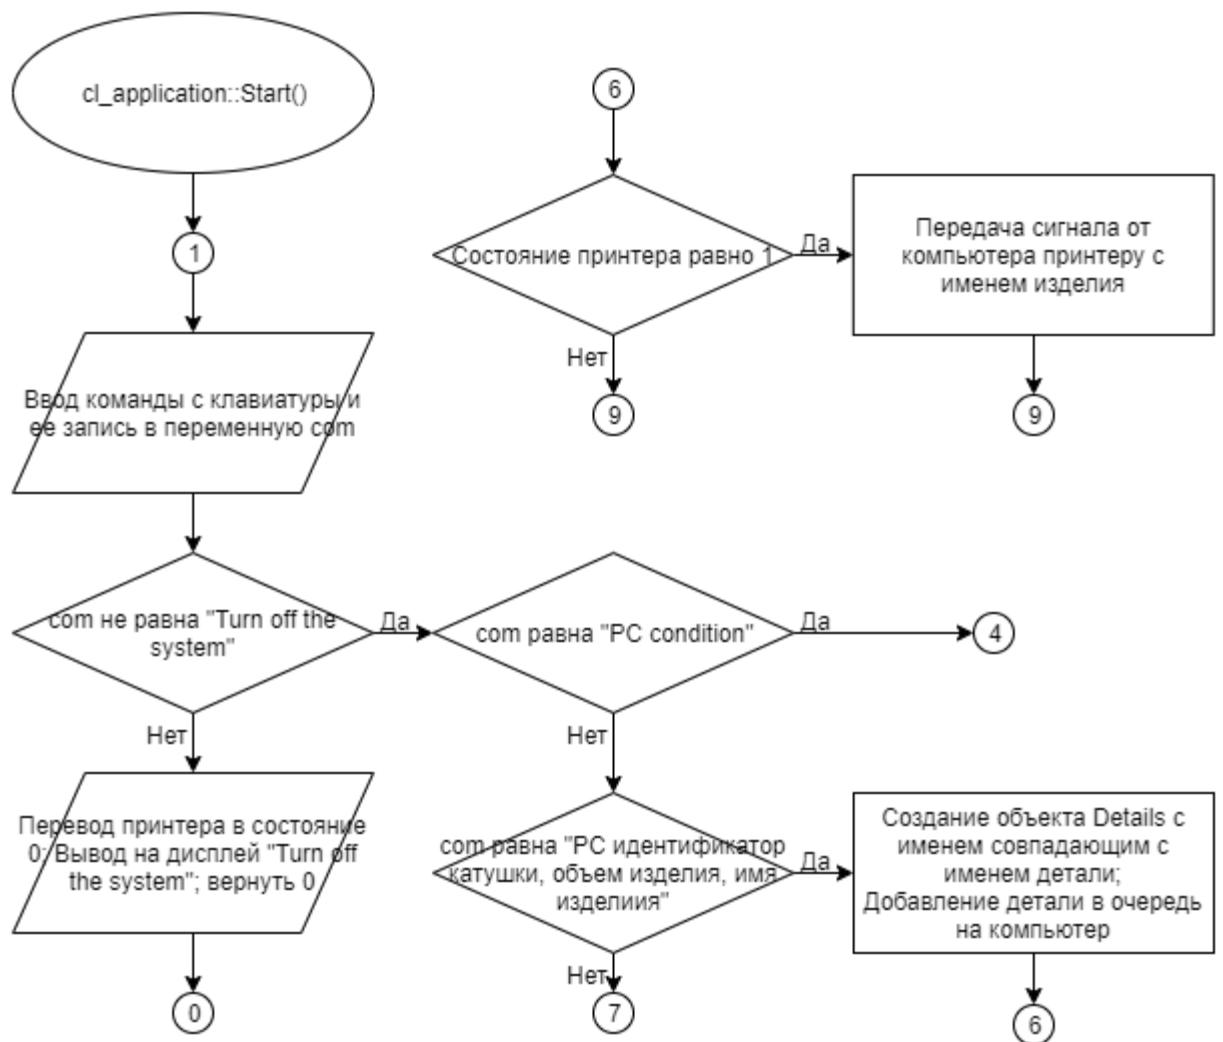 cl_application::Start()
1
Ввод команды с клавиатуры и
ее запись в переменную com
com не равна "Turn off the
system"
Да
Нет
Перевод принтера в состояние
0; Вывод на дисплей "Turn off
the system"; вернуть 0
0
6
Состояние принтера равно 1
Да
Передача сигнала от
компьютера принтеру с
именем изделия
Нет
9
9
com равна "PC condition"
Да
4
Нет
com равна "PC идентификатор
катушки, объем изделия, имя
изделиия"
Да
Создание объекта Details с
именем совпадающим с
именем детали;
Добавление детали в очередь
на компьютер
Нет
7
6